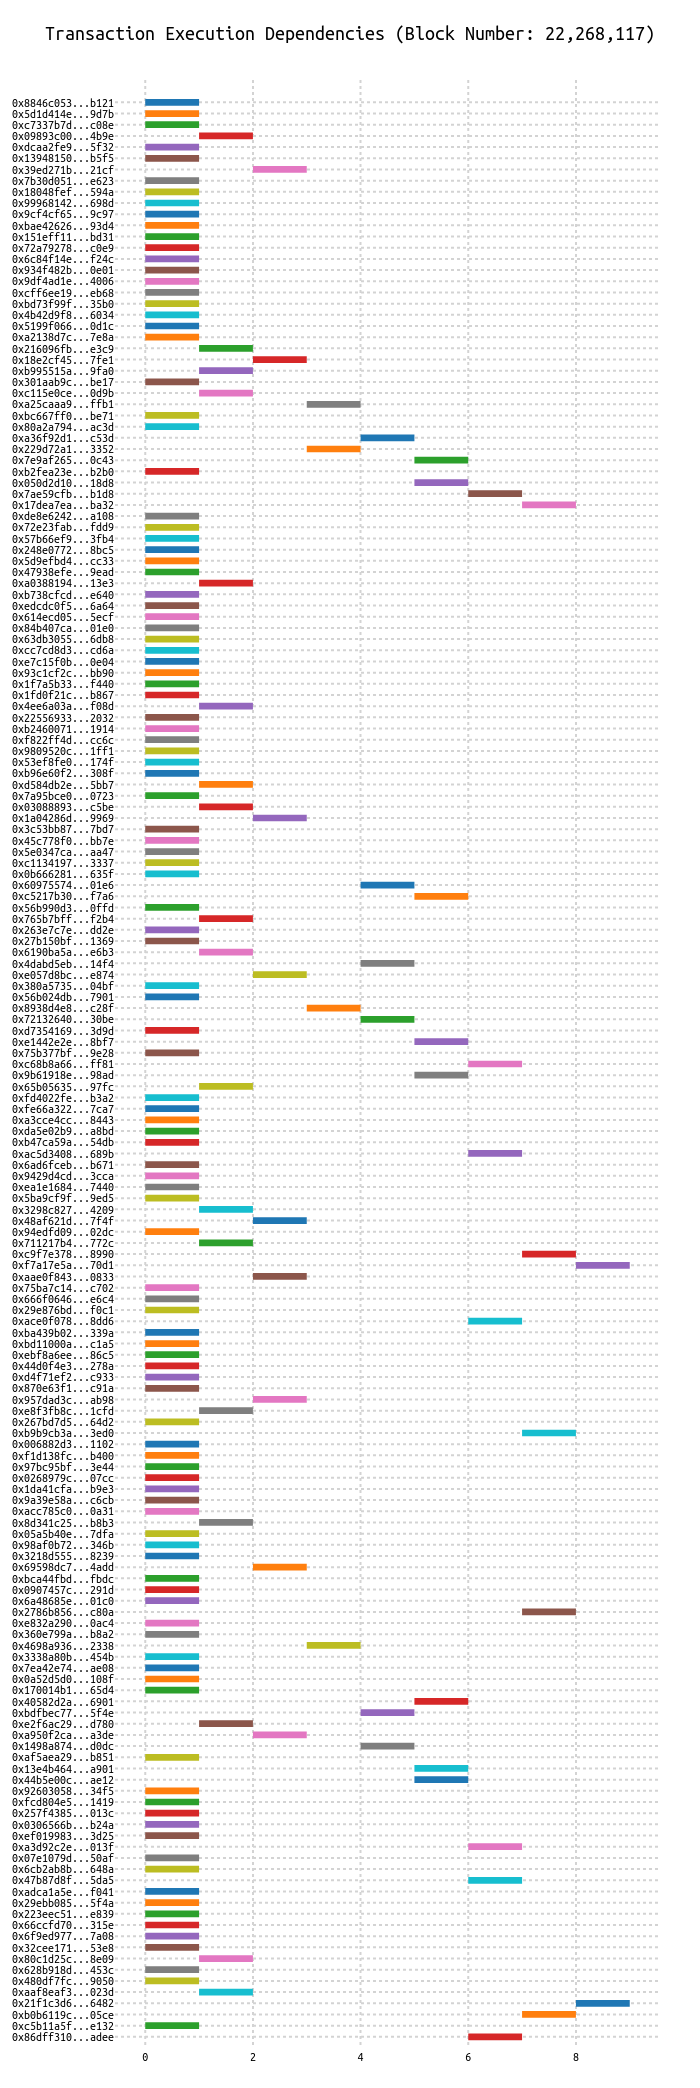 Transaction Execution Dependencies (Block Number: 22,268,117)
0x8846c053...b121
0x5d1d414e...9d7b
0xc7337b7d...c08e
0x09893c00...4b9e
0xdcaa2fe9...5f32
0x13948150...b5f5
0x39ed271b...21cf
0x7b30d051...e623
0x18048fef...594a
0x99968142...698d
0x9cf4cf65...9c97
0xbae42626...93d4
0x151eff11...bd31
0x72a79278...c0e9
0x6c84f14e...f24c
0x934f482b...0e01
0x9df4ad1e...4006
0xcff6ee19...eb68
0xbd73f99f...35b0
0x4b42d9f8...6034
0x5199f066...0d1c
0xa2138d7c...7e8a
0x216096fb...e3c9
0x18e2cf45...7fe1
0xb995515a...9fa0
0x301aab9c...be17
0xc115e0ce...0d9b
0xa25caaa9...ffb1
0xbc667ff0...be71
0x80a2a794...ac3d
0xa36f92d1...c53d
0x229d72a1...3352
0x7e9af265...0c43
0xb2fea23e...b2b0
0x050d2d10...18d8
0x7ae59cfb...b1d8
0x17dea7ea...ba32
0xde8e6242...a108
0x72e23fab...fdd9
0x57b66ef9...3fb4
0x248e0772...8bc5
0x5d9efbd4...cc33
0x47938efe...9ead
0xa0388194...13e3
0xb738cfcd...e640
0xedcdc0f5...6a64
0x614ecd05...5ecf
0x84b407ca...01e0
0x63db3055...6db8
0xcc7cd8d3...cd6a
0xe7c15f0b...0e04
0x93c1cf2c...bb90
0x1f7a5b33...f440
0x1fd0f21c...b867
0x4ee6a03a...f08d
0x22556933...2032
0xb2460071...1914
0xf822ff4d...cc6c
0x9809520c...1ff1
0x53ef8fe0...174f
0xb96e60f2...308f
0xd584db2e...5bb7
0x7a95bce0...0723
0x03088893...c5be
0x1a04286d...9969
0x3c53bb87...7bd7
0x45c778f0...bb7e
0x5e0347ca...aa47
0xc1134197...3337
0x0b666281...635f
0x60975574...01e6
0xc5217b30...f7a6
0x56b990d3...0ffd
0x765b7bff...f2b4
0x263e7c7e...dd2e
0x27b150bf...1369
0x6190ba5a...e6b3
0x4dabd5eb...14f4
0xe057d8bc...e874
0x380a5735...04bf
0x56b024db...7901
0x8938d4e8...c28f
0x72132640...30be
0xd7354169...3d9d
0xe1442e2e...8bf7
0x75b377bf...9e28
0xc68b8a66...ff81
0x9b61918e...98ad
0x65b05635...97fc
0xfd4022fe...b3a2
0xfe66a322...7ca7
0xa3cce4cc...8443
0xda5e02b9...a8bd
0xb47ca59a...54db
0xac5d3408...689b
0x6ad6fceb...b671
0x9429d4cd...3cca
0xea1e1684...7440
0x5ba9cf9f...9ed5
0x3298c827...4209
0x48af621d...7f4f
0x94edfd09...02dc
0x711217b4...772c
0xc9f7e378...8990
0xf7a17e5a...70d1
0xaae0f843...0833
0x75ba7c14...c702
0x666f0646...e6c4
0x29e876bd...f0c1
0xace0f078...8dd6
0xba439b02...339a
0xbd11000a...c1a5
0xebf8a6ee...86c5
0x44d0f4e3...278a
0xd4f71ef2...c933
0x870e63f1...c91a
0x957dad3c...ab98
0xe8f3fb8c...1cfd
0x267bd7d5...64d2
0xb9b9cb3a...3ed0
0x006882d3...1102
0xf1d138fc...b400
0x97bc95bf...3e44
0x0268979c...07cc
0x1da41cfa...b9e3
0x9a39e58a...c6cb
0xacc785c0...0a31
0x8d341c25...b8b3
0x05a5b40e...7dfa
0x98af0b72...346b
0x3218d555...8239
0x69598dc7...4add
0xbca44fbd...fbdc
0x0907457c...291d
0x6a48685e...01c0
0x2786b856...c80a
0xe832a290...0ac4
0x360e799a...b8a2
0x4698a936...2338
0x3338a80b...454b
0x7ea42e74...ae08
0x0a52d5d0...108f
0x170014b1...65d4
0x40582d2a...6901
0xbdfbec77...5f4e
0xe2f6ac29...d780
0xa950f2ca...a3de
0x1498a874...d0dc
0xaf5aea29...b851
0x13e4b464...a901
0x44b5e00c...ae12
0x92603058...34f5
0xfcd804e5...1419
0x257f4385...013c
0x0306566b...b24a
0xef019983...3d25
0xa3d92c2e...013f
0x07e1079d...50af
0x6cb2ab8b...648a
0x47b87d8f...5da5
0xadca1a5e...f041
0x29ebb085...5f4a
0x223eec51...e839
0x66ccfd70...315e
0x6f9ed977...7a08
0x32cee171...53e8
0x80c1d25c...8e09
0x628b918d...453c
0x480df7fc...9050
0xaaf8eaf3...023d
0x21f1c3d6...6482
0xb0b6119c...05ce
0xc5b11a5f...e132
0x86dff310...adee
0 2 4 6 8